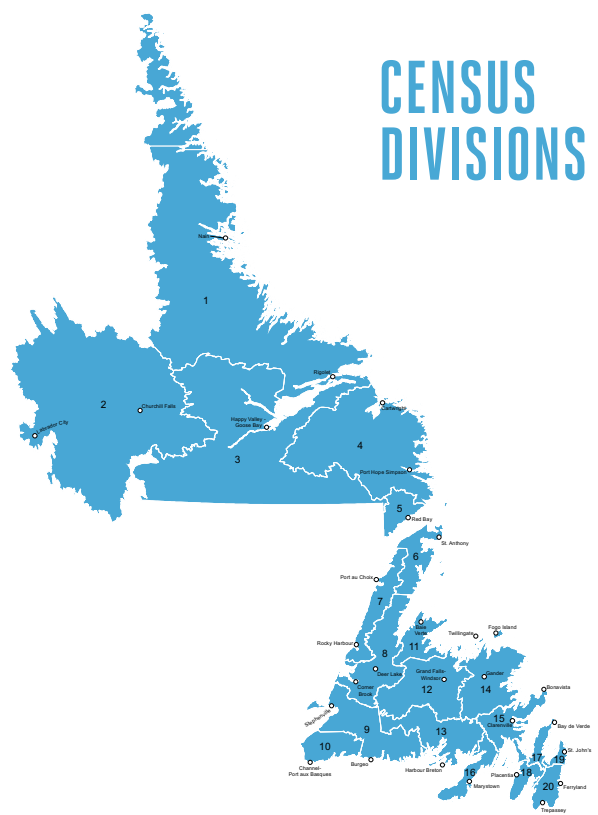 CENSUS
DIVISIONS
Nain
1
Rigolet
2
Churchill Falls
Cartwright
Labrador City
Happy Valley -
Goose Bay
4
3
Port Hope Simpson
5
Red Bay
St. Anthony
6
Port au Choix
7
Baie
Verte
Twillingate
Fogo Island
Rocky Harbour
11
8
Deer Lake
Grand Falls-
Windsor
Gander
Corner
Brook
12
14
Bonavista
Stephenville
15
Clarenville
Bay de Verde
9
13
10
St. John's
17
19
Channel-
Port aux Basques
Burgeo
Harbour Breton
16
Placentia
18
Marystown
20
Ferryland
Trepassey